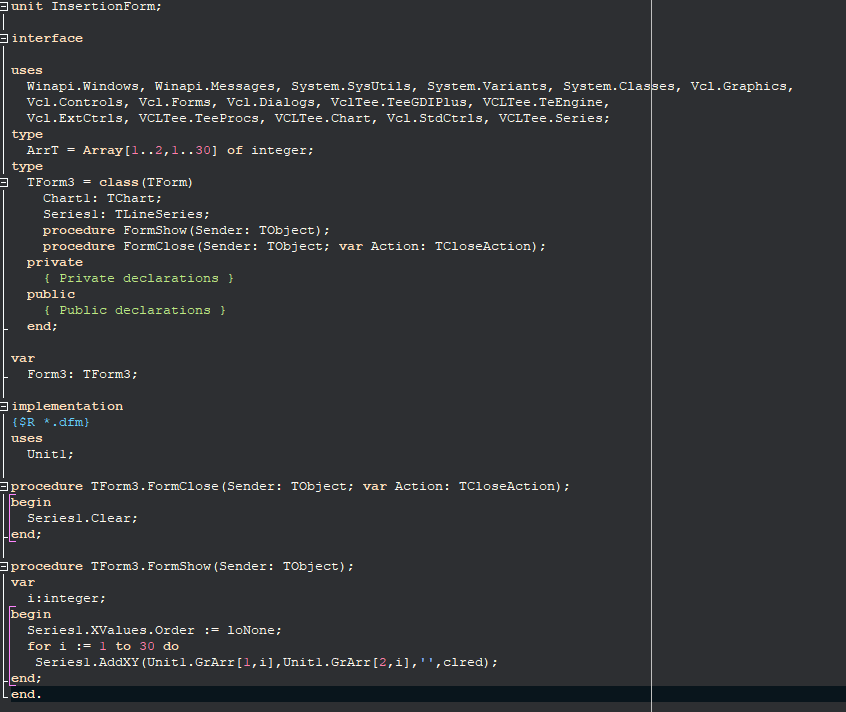 unit InsertionForm;
interface
uses
Winapi.Windows, Winapi.Messages, System.SysUtils, System.Variants, System.Classes, Vcl.Graphics,
Vcl.Controls, Vcl.Forms, Vcl.Dialogs, VclTee.TeeGDIPlus, VCLTee.TeEngine,
Vcl.ExtCtrls, VCLTee.TeeProcs, VCLTee.Chart, Vcl.StdCtrls, VCLTee.Series;
type
ArrT = Array[1..2,1..30] of integer;
type
TForm3 = class(TForm)
Chart1: TChart;
Series1: TLineSeries;
procedure FormShow(Sender: TObject);
procedure FormClose(Sender: TObject; var Action: TCloseAction);
private
{ Private declarations }
public
{ Public declarations }
end;
var
Form3: TForm3;
implementation
{$R *.dfm}
uses
Unit1;
procedure TForm3.FormClose(Sender: TObject; var Action: TCloseAction);
begin
Series1.Clear;
end;
procedure TForm3.FormShow(Sender: TObject);
var
i:integer;
begin
Series1.XValues.Order := loNone;
for i := 1 to 30 do
Series1.AddXY(Unit1.GrArr[1,i],Unit1.GrArr[2,i],'',clred);
end;
end.